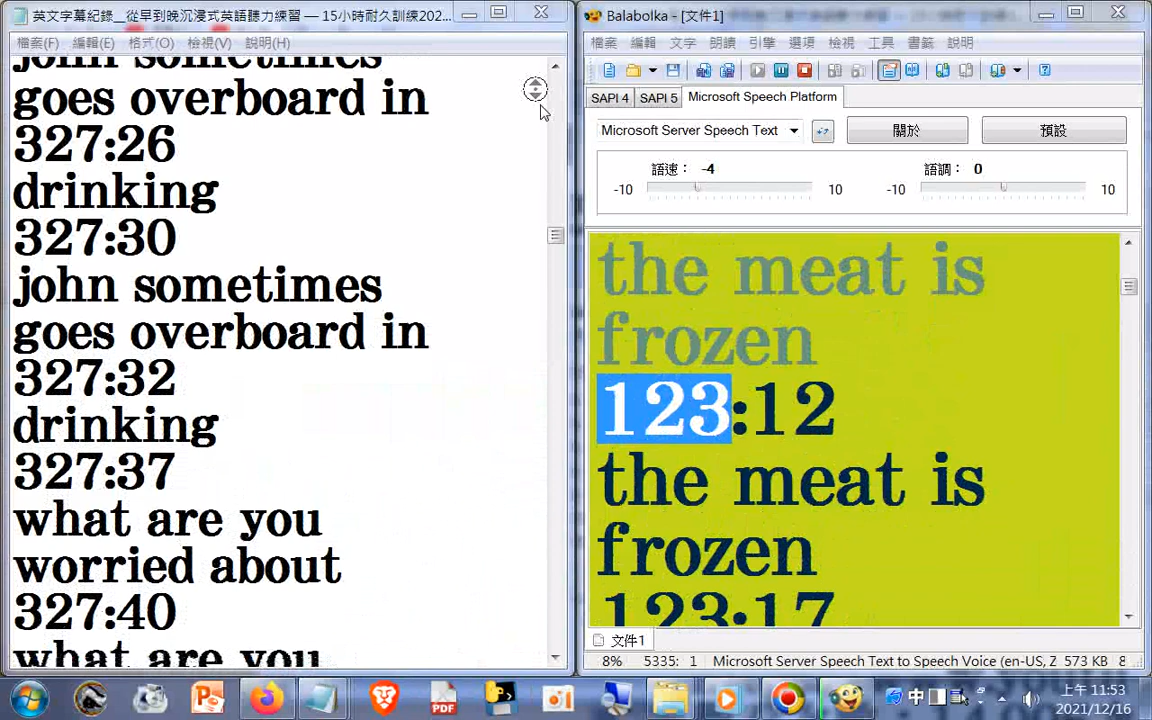 英文字幕紀錄__從早到晚沉浸式英語聽力練習 — 15小時耐久訓練202...
檔案(F) 編輯(E) 格式(O) 檢視(V) 說明(H)
john sometimes
goes overboard in
327:26
drinking
327:30
john sometimes
goes overboard in
327:32
drinking
327:37
what are you
worried about
327:40
what are you
Balabolka - [文件1]
檔案 編輯 文字 朗讀 引擎 選項 檢視 工具 書籤 說明
SAPI 4 SAPI 5 Microsoft Speech Platform
Microsoft Server Speech Text 關於 預設
語速： -4 語調： 0
-10 10 -10 10
the meat is
frozen
123:12
the meat is
frozen
123:17
文件1
8% 5335: 1 Microsoft Server Speech Text to Speech Voice (en-US, Z 573 KB 8
PDF 中 上午 11:53
2021/12/16